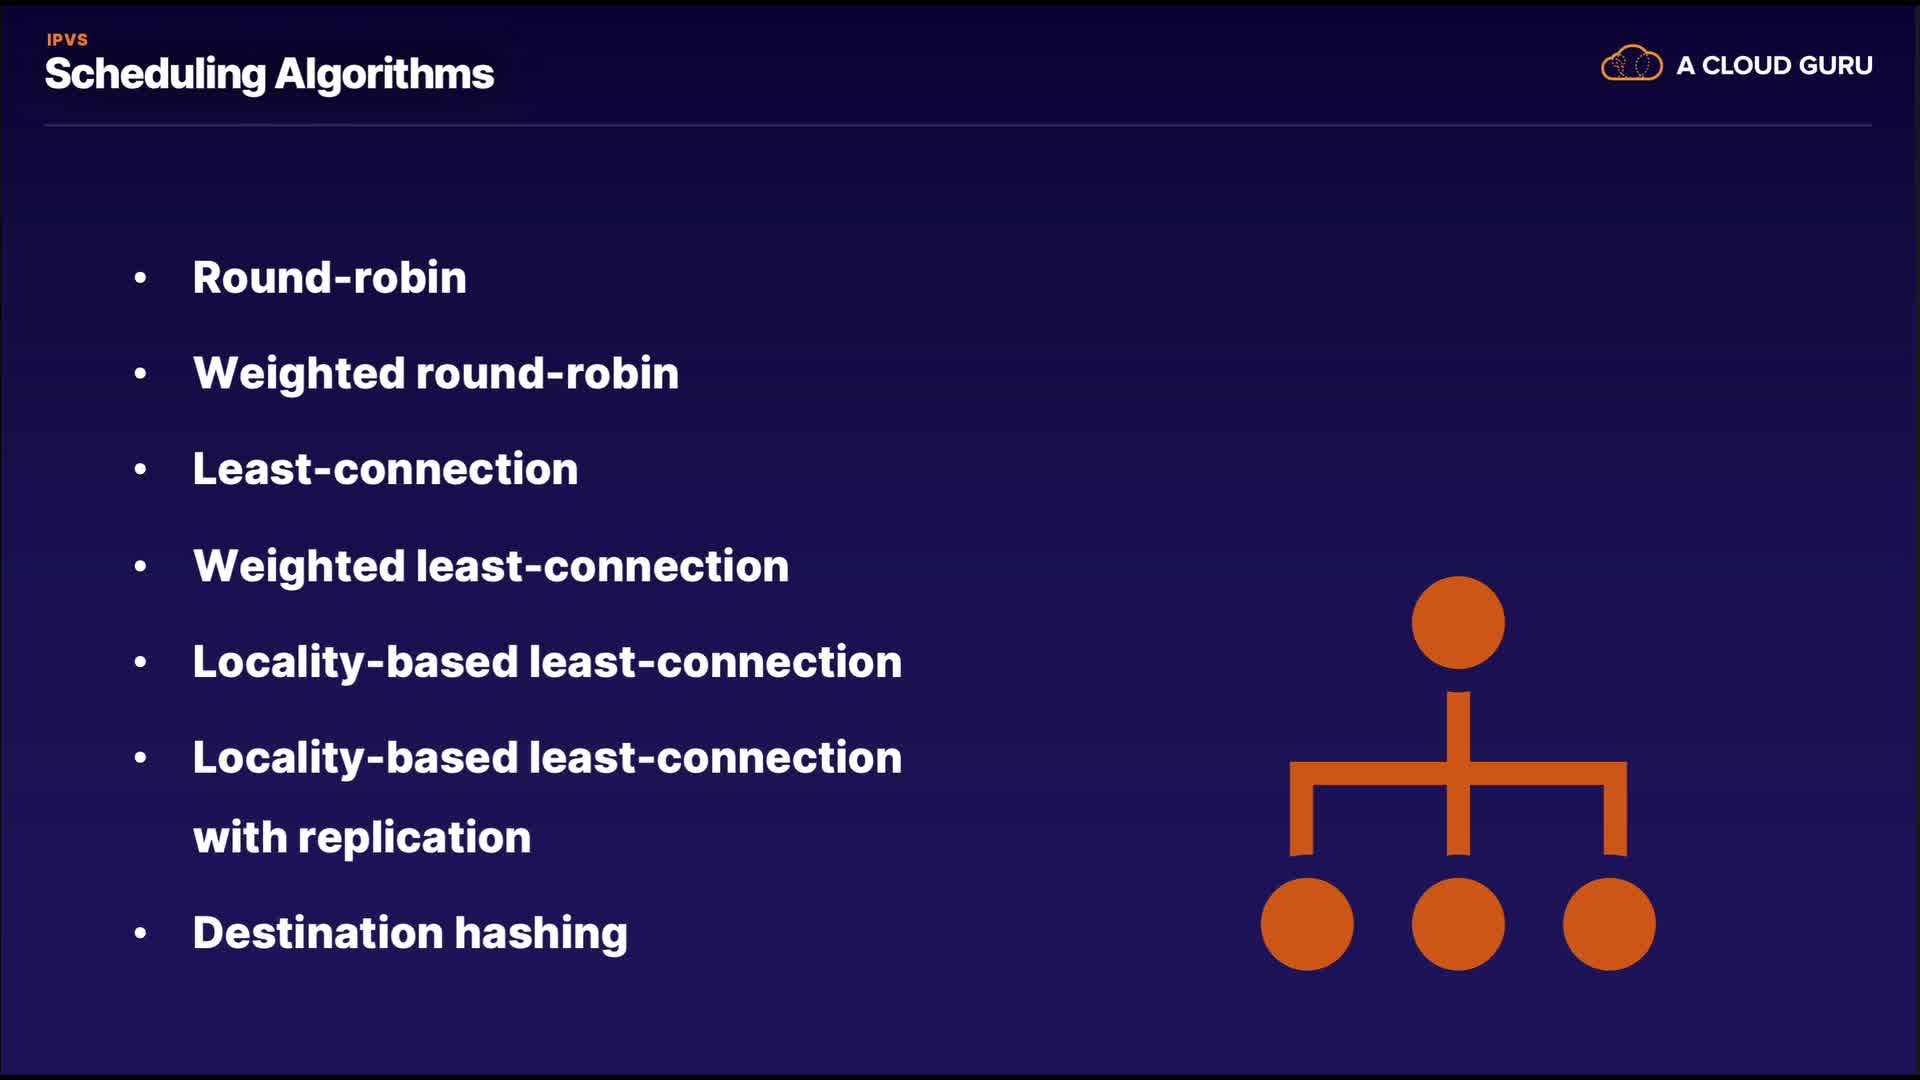 IPVS
Scheduling Algorithms
A CLOUD GURU
• Round-robin
• Weighted round-robin
• Least-connection
• Weighted least-connection
• Locality-based least-connection
• Locality-based least-connection
with replication
• Destination hashing